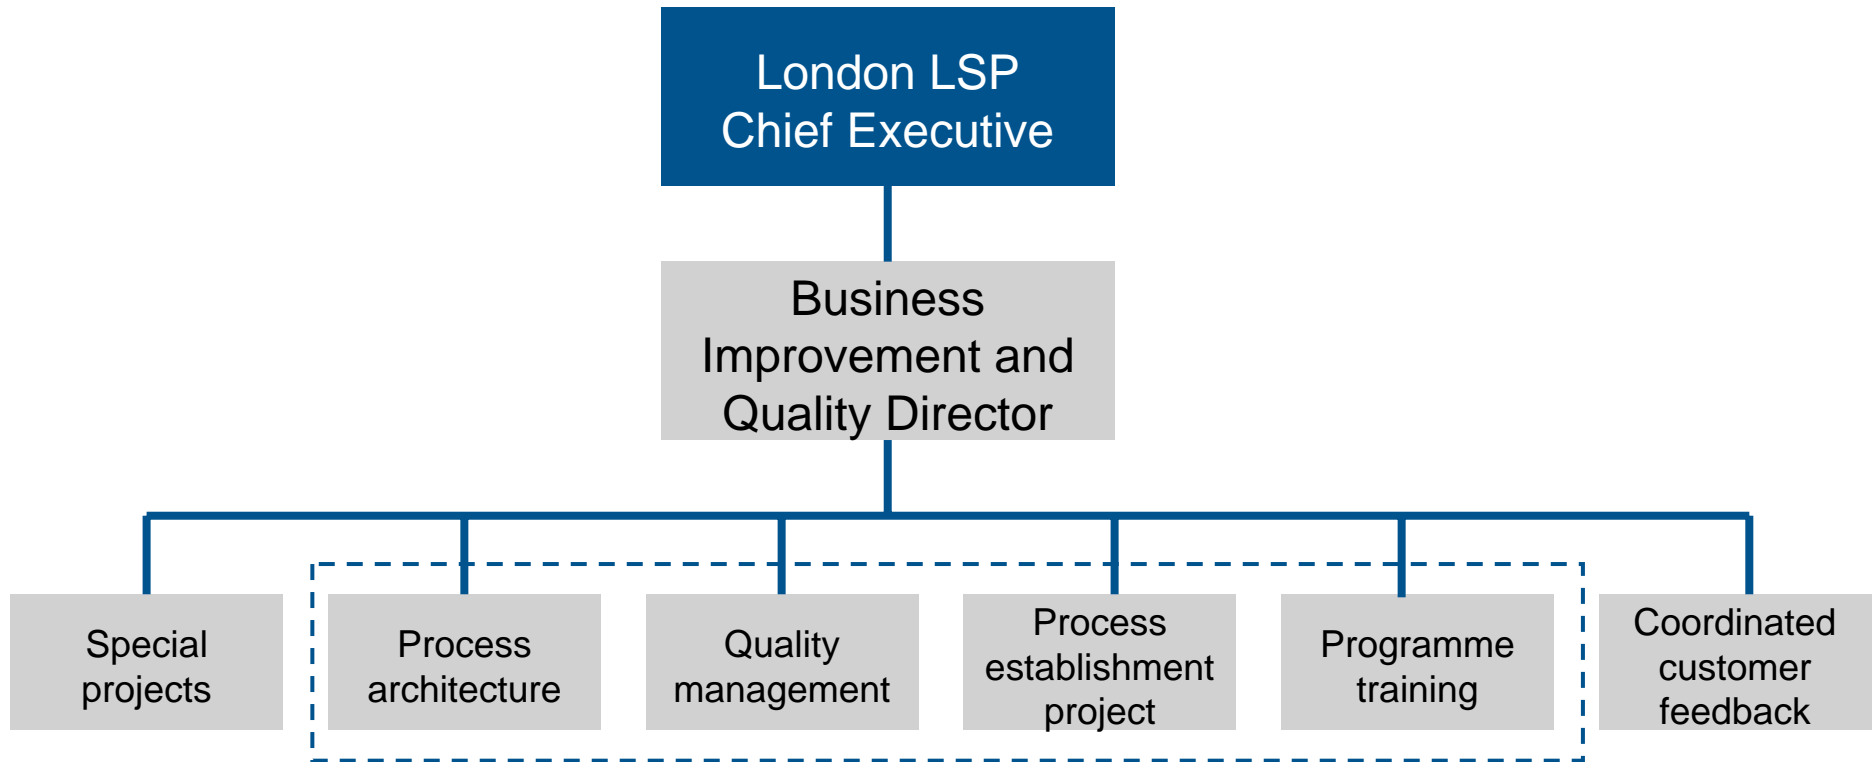 London LSP
Chief Executive
Business
Improvement and
Quality Director
Special
projects
Process
architecture
Quality
management
Process
establishment
project
Programme
training
Coordinated
customer
feedback